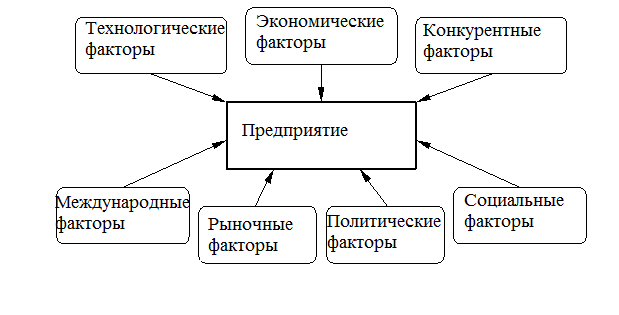 Технологические
факторы
Экономические
факторы
Конкурентные
факторы
Предприятие
Международные
факторы
Рыночные
факторы
Политические
факторы
Социальные
факторы